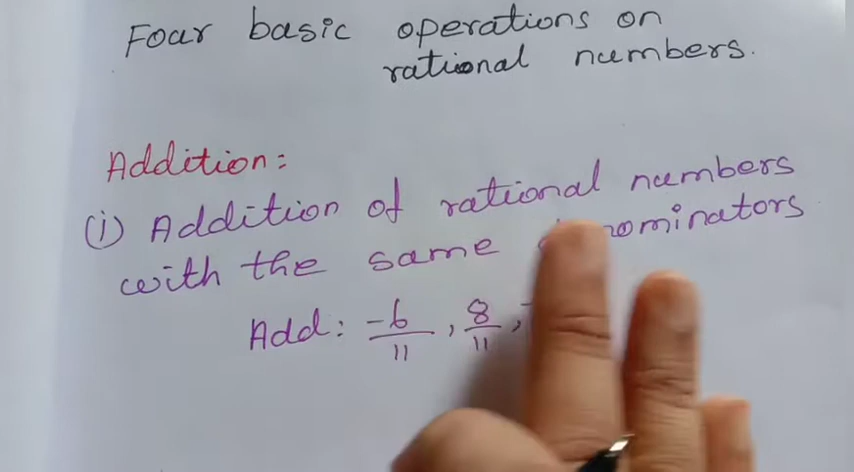 Four basic operations on
rational numbers.
Addition:
(i) Addition of rational numbers
with the same
Add: -6/11, 8/11,